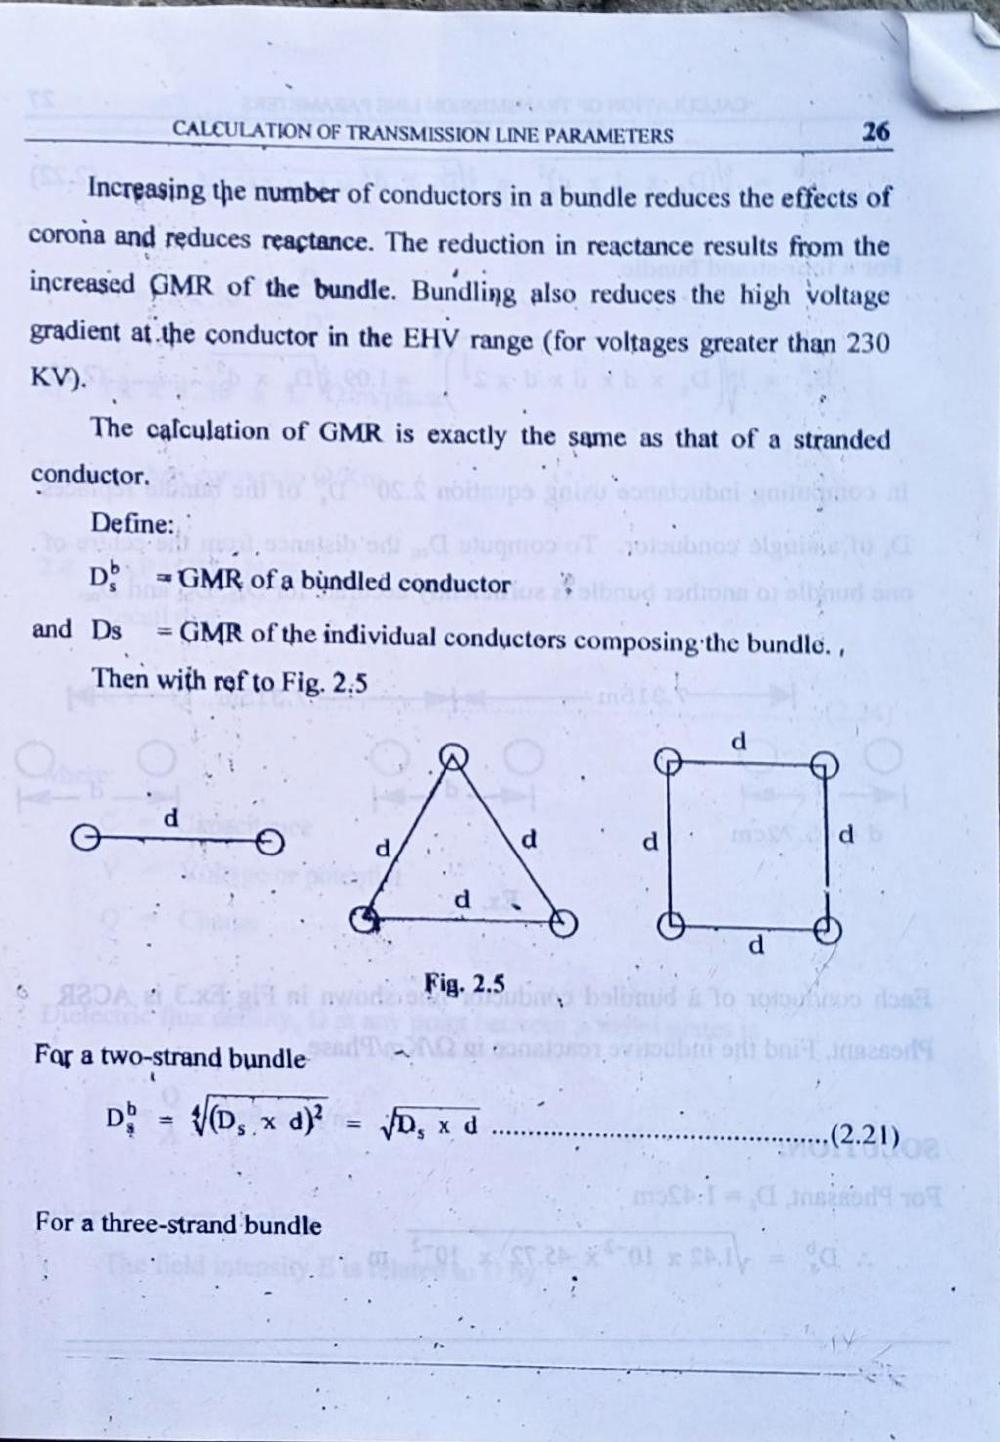 CALCULATION OF TRANSMISSION LINE PARAMETERS 26
Increasing the number of conductors in a bundle reduces the effects of
corona and reduces reactance. The reduction in reactance results from the
increased GMR of the bundle. Bundling also reduces the high voltage
gradient at the conductor in the EHV range (for voltages greater than 230
KV).
The calculation of GMR is exactly the same as that of a stranded
conductor.
Define:
D_s^b = GMR of a bundled conductor
and Ds = GMR of the individual conductors composing the bundle.
Then with ref to Fig. 2.5
d
d d d
d d d d
Fig. 2.5
For a two-strand bundle
D_s^b = ∜(D_s x d)² = √D_s x d ...............................................(2.21)
For a three-strand bundle